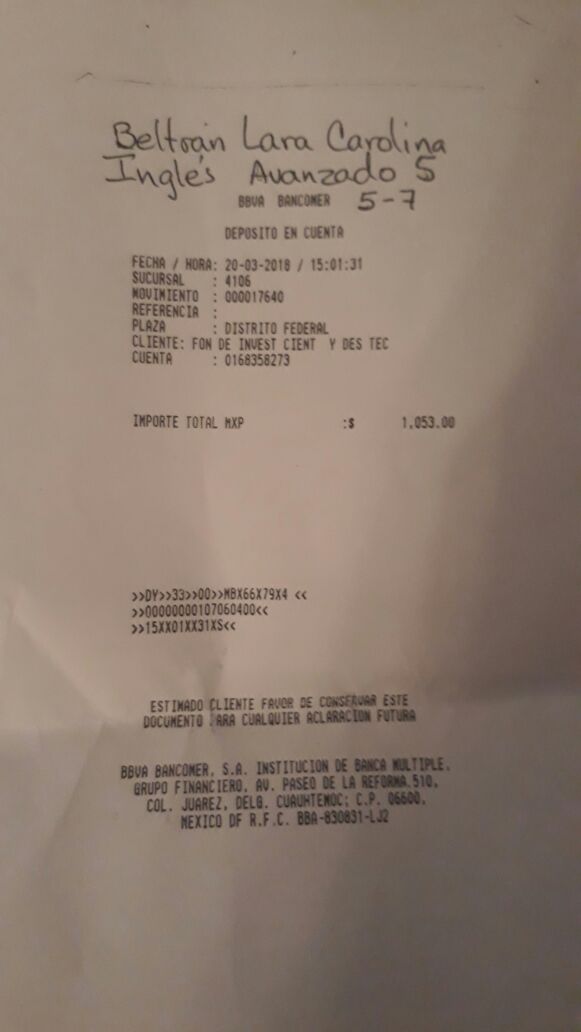 Beltrán Lara Carolina
Inglés Avanzado 5
BBVA BANCOMER 5-7
DEPOSITO EN CUENTA
FECHA / HORA: 20-03-2018 / 15:01:31
SUCURSAL : 4106
MOVIMIENTO : 000017640
REFERENCIA :
PLAZA : DISTRITO FEDERAL
CLIENTE: FON DE INVEST CIENT Y DES TEC
CUENTA : 0168358273
IMPORTE TOTAL MXP :$ 1,053.00
>>DY>>33>>00>>MBX66X79X4 <<
>>00000000107060400<<
>>15XX01XX31XS<<
ESTIMADO CLIENTE FAVOR DE CONSERVAR ESTE
DOCUMENTO PARA CUALQUIER ACLARACION FUTURA
BBVA BANCOMER, S.A. INSTITUCION DE BANCA MULTIPLE,
GRUPO FINANCIERO, AV. PASEO DE LA REFORMA 510,
COL. JUAREZ, DELG. CUAUHTEMOC; C.P. 06600,
MEXICO DF R.F.C. BBA-830831-LJ2